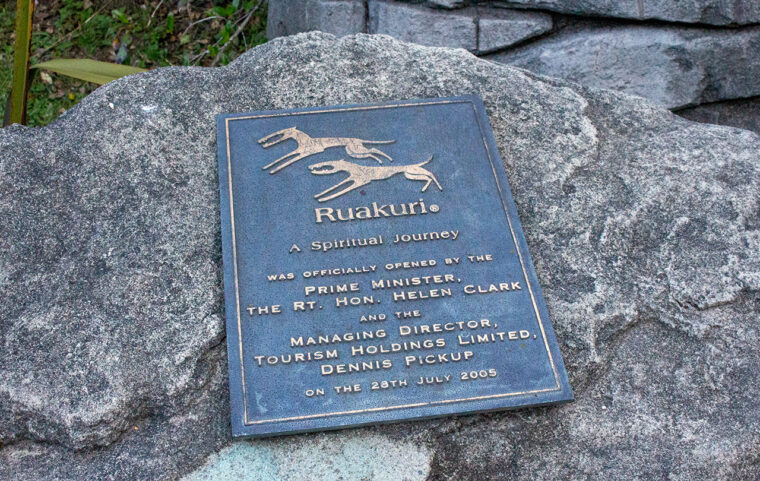 Ruakuri®
A Spiritual Journey
WAS OFFICIALLY OPENED BY THE
PRIME MINISTER,
THE RT. HON. HELEN CLARK
AND THE
MANAGING DIRECTOR,
TOURISM HOLDINGS LIMITED,
DENNIS PICKUP
ON THE 28TH JULY 2005